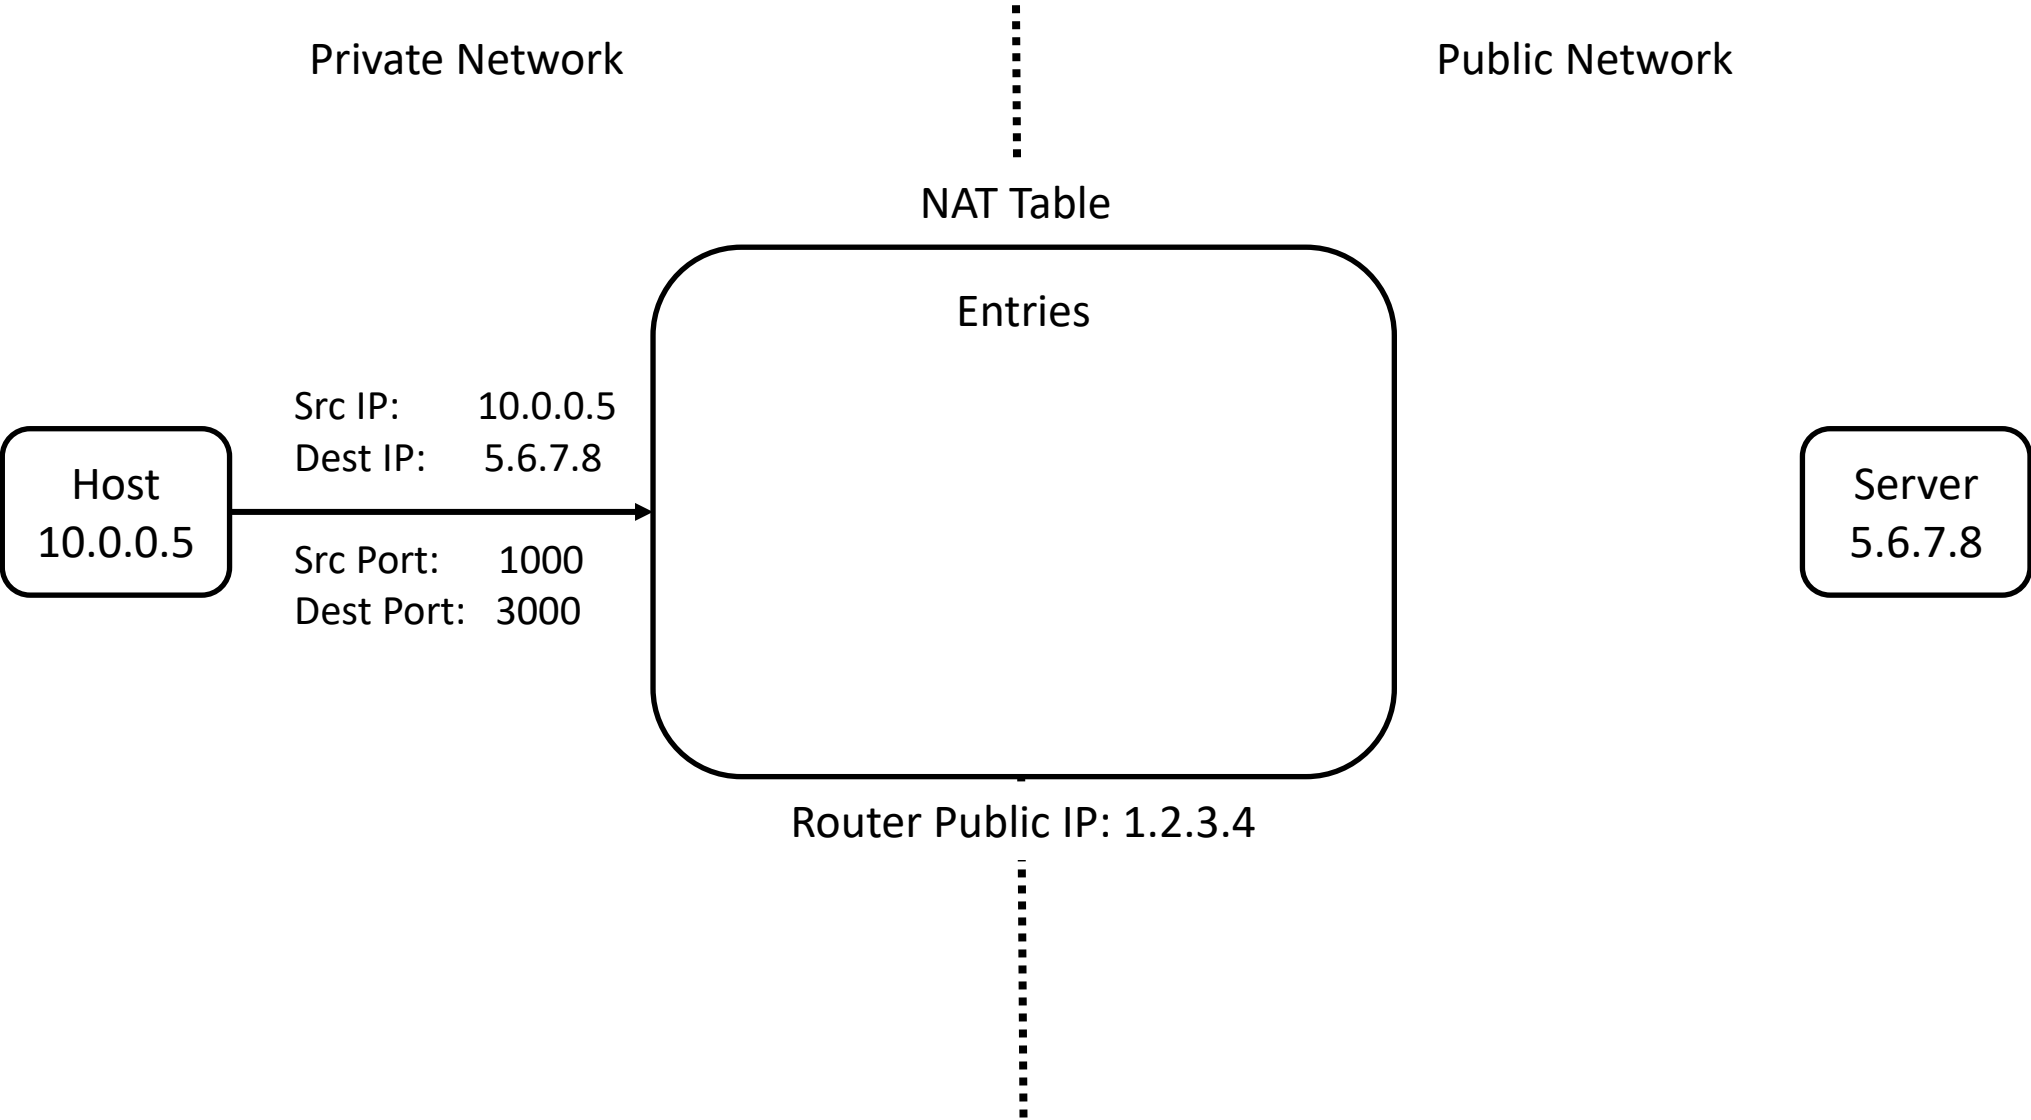 Private Network
Public Network
NAT Table
Entries
Src IP: 10.0.0.5
Dest IP: 5.6.7.8
Host
10.0.0.5
Src Port: 1000
Dest Port: 3000
Server
5.6.7.8
Router Public IP: 1.2.3.4